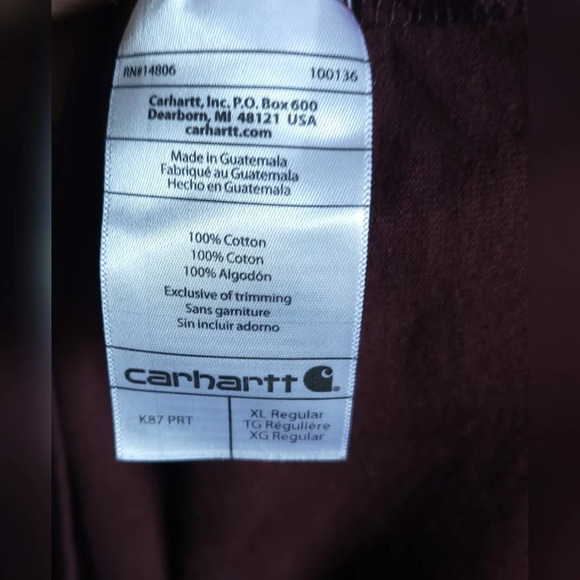 RN#14806 100136
Carhartt, Inc. P.O. Box 600
Dearborn, MI 48121 USA
carhartt.com
Made in Guatemala
Fabriqué au Guatemala
Hecho en Guatemala
100% Cotton
100% Coton
100% Algodón
Exclusive of trimming
Sans garniture
Sin incluir adorno
carhartt
K87 PRT
XL Regular
TG Régulière
XG Regular